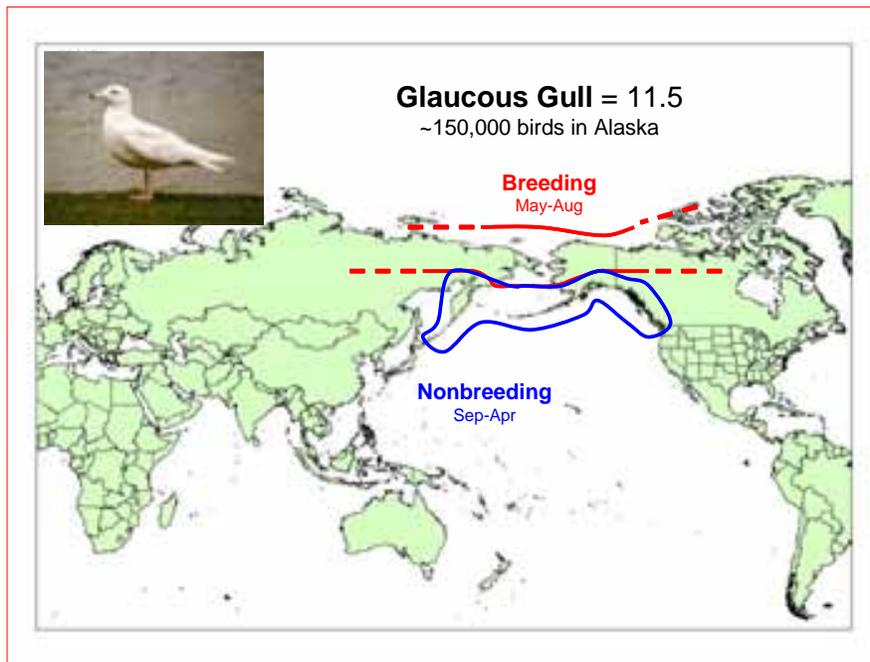 Glaucous Gull = 11.5
~150,000 birds in Alaska
Breeding
May-Aug
Nonbreeding
Sep-Apr